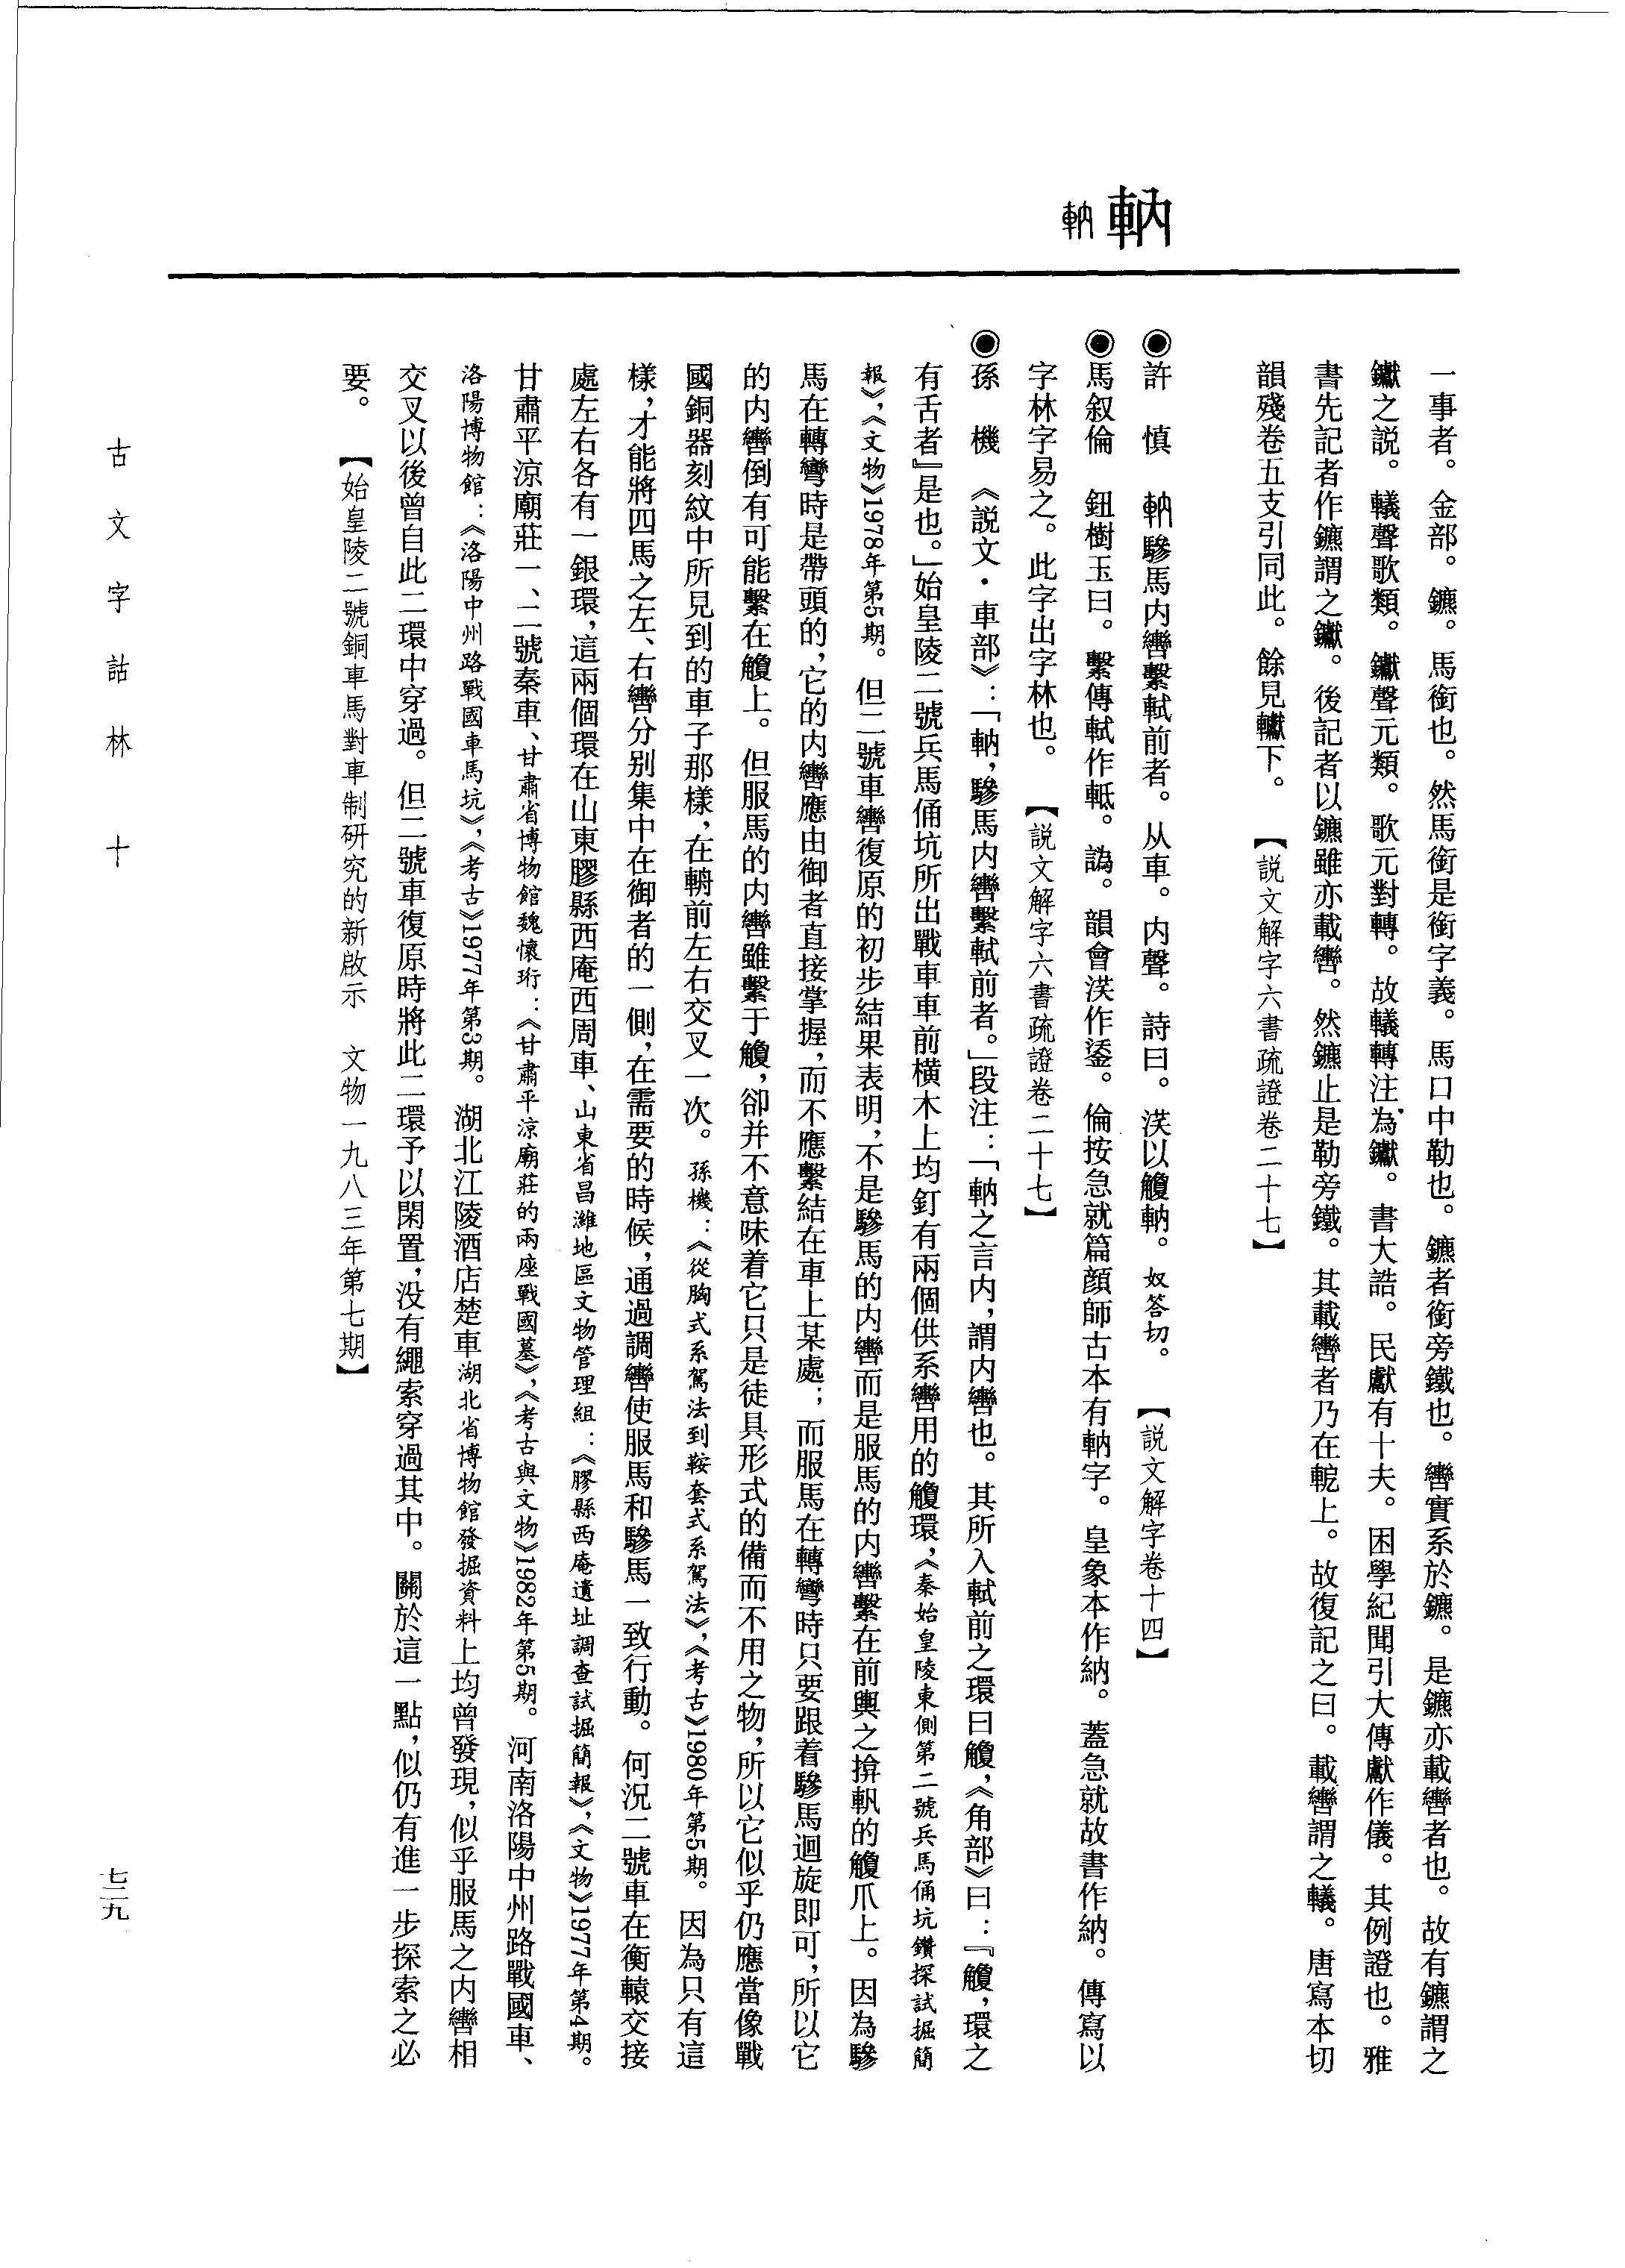 軜 軜
一事者。金部。鑣。馬銜也。然馬銜是銜字義。馬口中勒也。鑣者銜旁鐵也。轡實系於鑣。是鑣亦載轡者也。故有鑣謂之
钀之説。轙聲歌類。钀聲元類。歌元對轉。故轙轉注為钀。書大誥。民獻有十夫。困學紀聞引大傳獻作儀。其例證也。雅
書先記者作鑣謂之钀。後記者以鑣雖亦載轡。然鑣止是勒旁鐵。其載轡者乃在軶上。故復記之曰。載轡謂之轙。唐寫本切
韻殘卷五支引同此。餘見钀下。 【説文解字六書疏證卷二十七】
◉許 慎 軜驂馬内轡繫軾前者。从車。内聲。詩曰。渼以觼軜。奴答切。 【説文解字卷十四】
◉馬叙倫 鈕樹玉曰。繫傳軾作軝。譌。韻會渼作鋈。倫按急就篇顔師古本有軜字。皇象本作納。蓋急就故書作納。傳寫以
字林字易之。此字出字林也。 【説文解字六書疏證卷二十七】
◉孫 機 《説文·車部》：「軜，驂馬内轡繫軾前者。」段注：「軜之言内，謂内轡也。其所入軾前之環曰觼，《角部》曰：『觼，環之
有舌者』是也。」始皇陵二號兵馬俑坑所出戰車車前横木上均釘有兩個供系轡用的觼環，《秦始皇陵東側第二號兵馬俑坑鑽探試掘簡
報》，《文物》1978年第5期。但二號車轡復原的初步結果表明，不是驂馬的内轡而是服馬的内轡繫在前輿之揜軓的觼爪上。因為驂
馬在轉彎時是帶頭的，它的内轡應由御者直接掌握，而不應繫結在車上某處；而服馬在轉彎時只要跟着驂馬迴旋即可，所以它
的内轡倒有可能繫在觼上。但服馬的内轡雖繫于觼，卻并不意味着它只是徒具形式的備而不用之物，所以它似乎仍應當像戰
國銅器刻紋中所見到的車子那樣，在輈前左右交叉一次。孫機：《從胸式系駕法到鞍套式系駕法》，《考古》1980年第5期。因為只有這
樣，才能將四馬之左、右轡分别集中在御者的一側，在需要的時候，通過調轡使服馬和驂馬一致行動。何況二號車在衡轅交接
處左右各有一銀環，這兩個環在山東膠縣西庵西周車、山東省昌濰地區文物管理組：《膠縣西庵遺址調查試掘簡報》，《文物》1977年第4期。
甘肅平涼廟莊一、二號秦車、甘肅省博物館魏懷珩：《甘肅平涼廟莊的兩座戰國墓》，《考古與文物》1982年第5期。河南洛陽中州路戰國車、
洛陽博物館：《洛陽中州路戰國車馬坑》，《考古》1977年第3期。湖北江陵酒店楚車湖北省博物館發掘資料上均曾發現，似乎服馬之内轡相
交叉以後曾自此二環中穿過。但二號車復原時將此二環予以閑置，没有繩索穿過其中。關於這一點，似仍有進一步探索之必
要。 【始皇陵二號銅車馬對車制研究的新啟示 文物一九八三年第七期】
古文字詁林 十
七二九